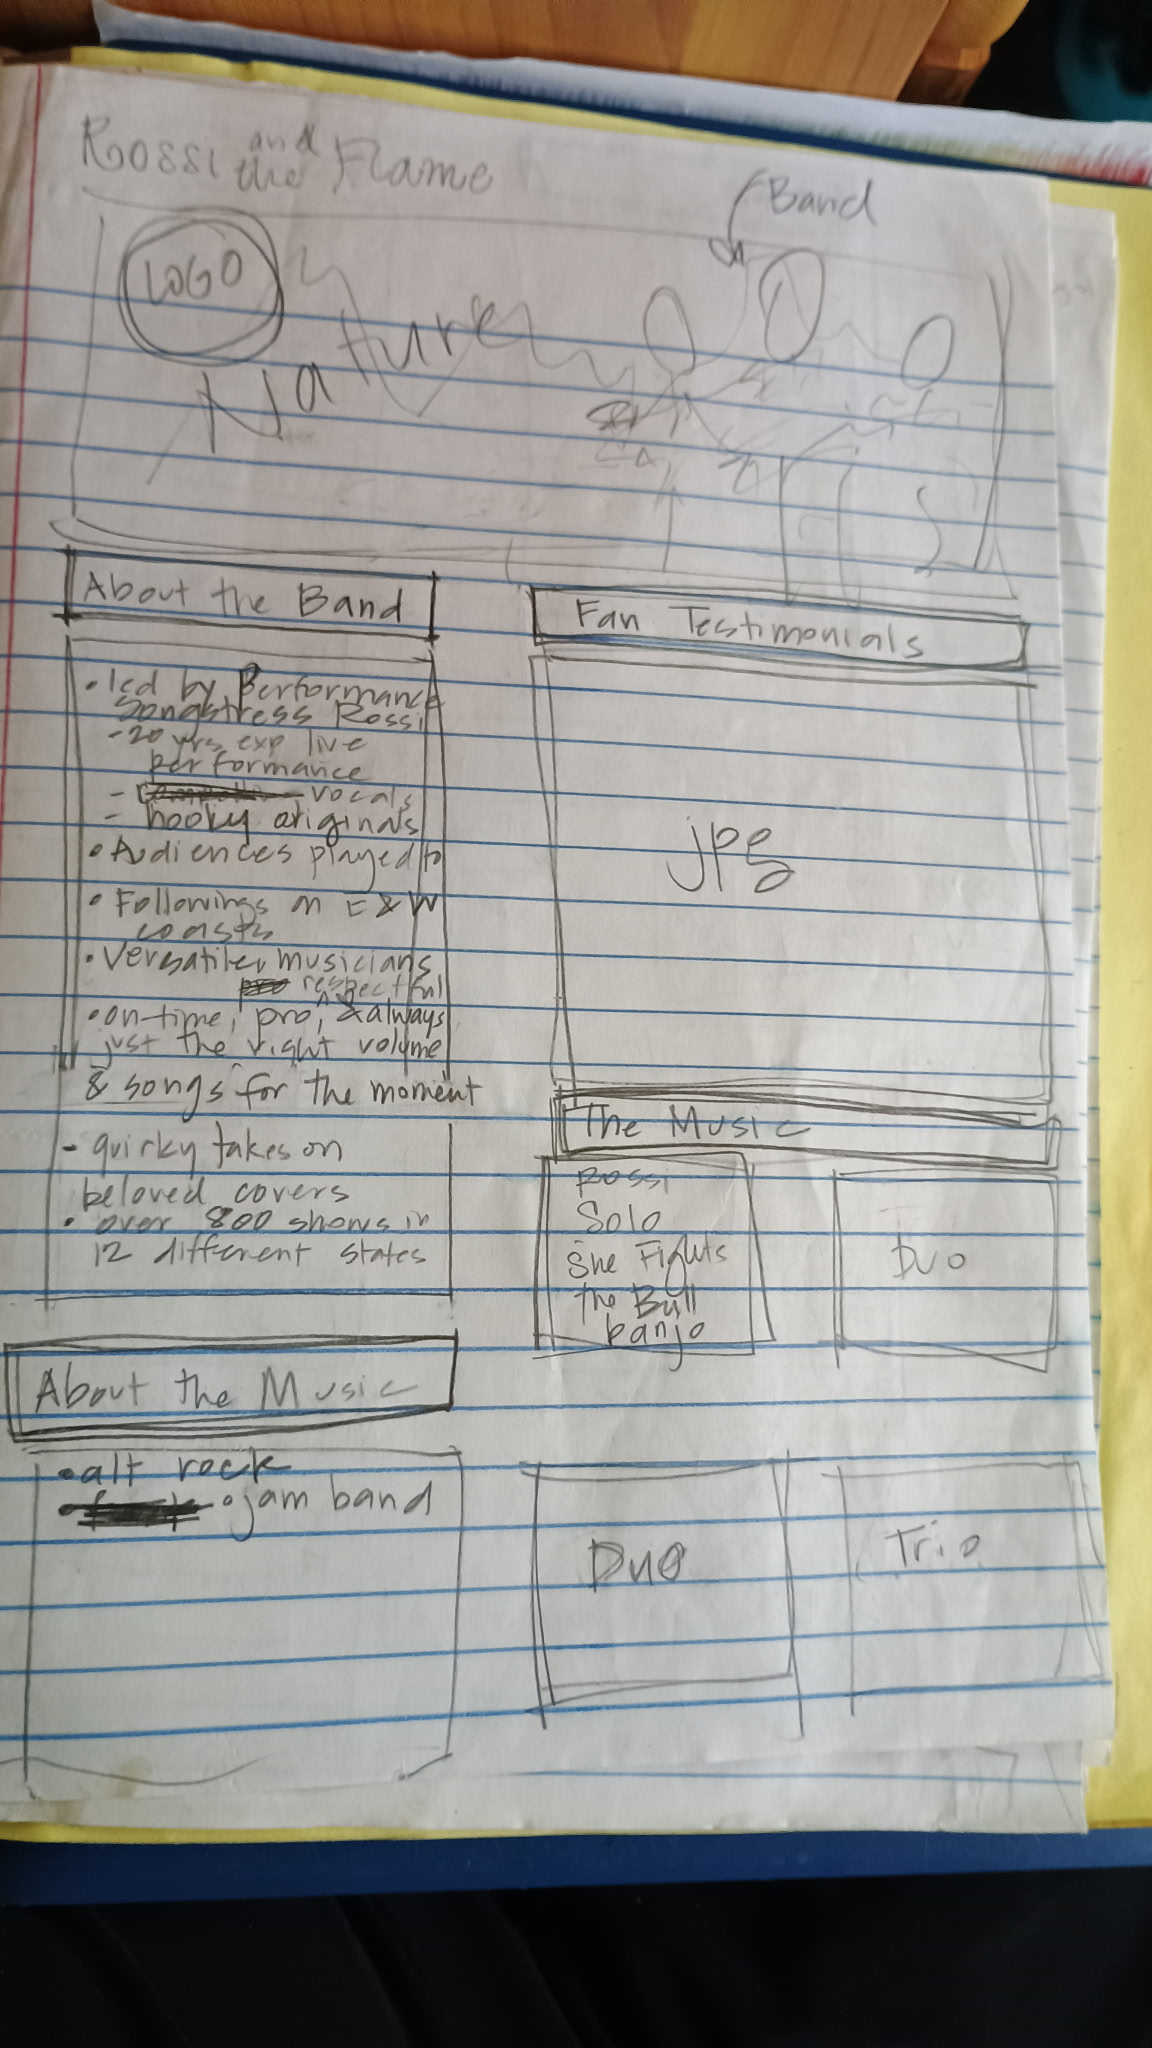 Rossi and the Flame
Band
LOGO
Nature
About the Band
• led by Performance
Songstress Rossi
- 20 yrs exp live
performance
- vocals
- hooky originals
• Audiences played to
• Followings on E & W
coasts
• Versatile musicians
respectful
• on-time, pro, & always
just the right volume
& songs for the moment
- quirky takes on
beloved covers
• over 800 shows in
12 different states
About the Music
• alt rock
• jam band
Fan Testimonials
jpg
The Music
Rossi
Solo
She Fights
the Bull
banjo
Duo
Duo
Trio